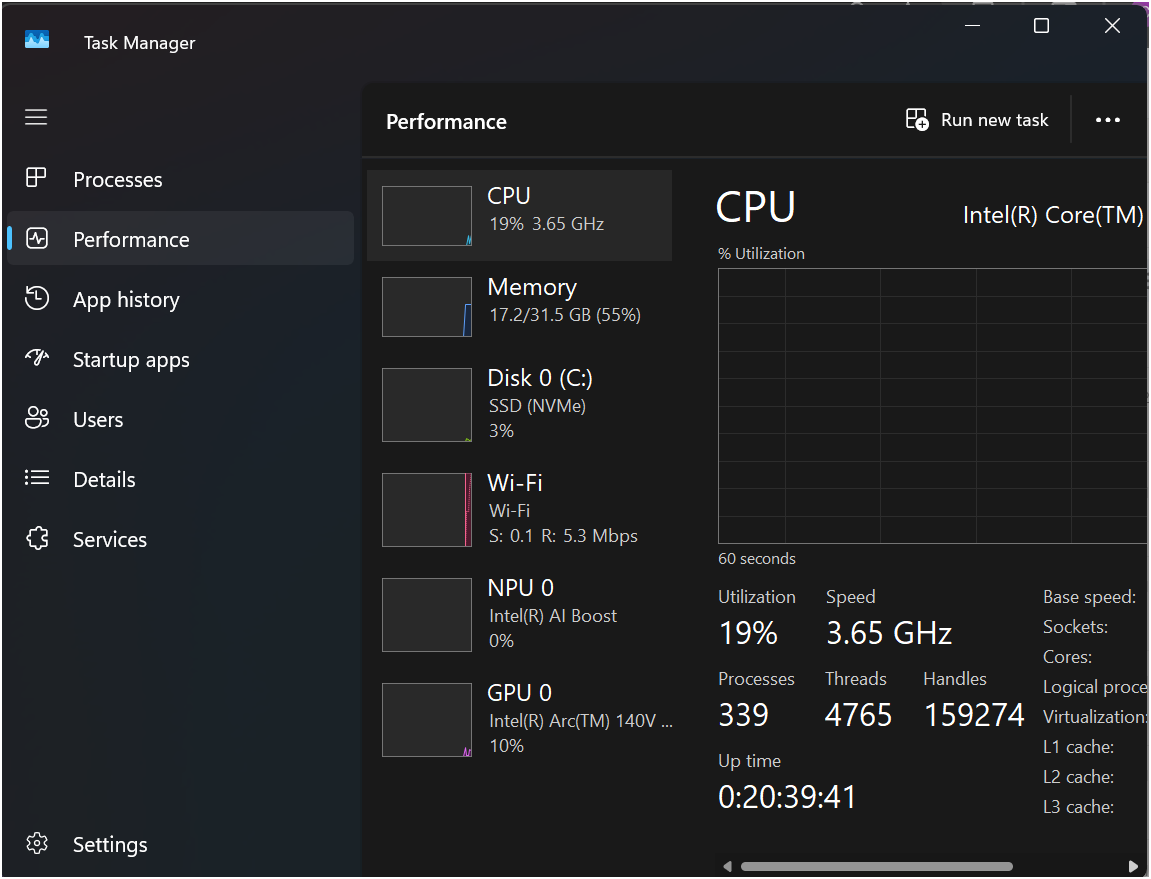 Task Manager
Processes
Performance
App history
Startup apps
Users
Details
Services
Settings
Performance
Run new task
CPU
19% 3.65 GHz
Memory
17.2/31.5 GB (55%)
Disk 0 (C:)
SSD (NVMe)
3%
Wi-Fi
Wi-Fi
S: 0.1 R: 5.3 Mbps
NPU 0
Intel(R) AI Boost
0%
GPU 0
Intel(R) Arc(TM) 140V ...
10%
CPU
Intel(R) Core(TM)
% Utilization
60 seconds
Utilization
19%
Speed
3.65 GHz
Processes
339
Threads
4765
Handles
159274
Up time
0:20:39:41
Base speed:
Sockets:
Cores:
Logical proce
Virtualization:
L1 cache:
L2 cache:
L3 cache: